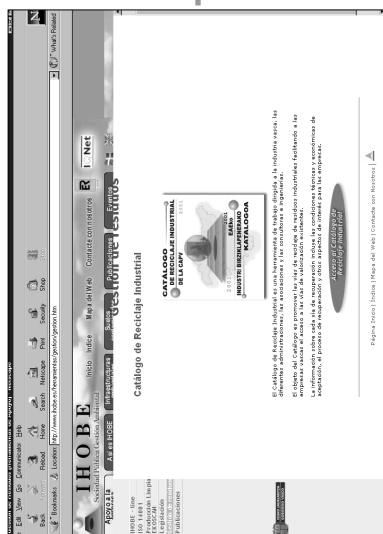 Edit View Go Communicator Help
Back
Reload
Home
Search
Netscape
Print
Security
Shop
Bookmarks
Location: http://www.ihobe.es/herramientas/gestion/gestion.htm
What's Related
IHOBE
Sociedad Pública Gestión Ambiental
Inicio
Indice
Mapa del Web
Contacte con nosotros
Net
Apoyo a la
Así es IHOBE
Infraestructuras
Suelos
Publicaciones
Eventos
Gestión de residuos
IHOBE - line
ISO 14001
Producción Limpia
EKOSCAN
Legislación
Publicaciones
Catálogo de Reciclaje Industrial
CATALOGO
DE RECICLAJE INDUSTRIAL
DE LA CAPV
EAEko
INDUSTRI BIRZIKLAPENERAKO
KATALOGOA
El Catálogo de Reciclaje Industrial es una herramienta de trabajo dirigida a la industria vasca, las
diferentes administraciones, las asociaciones y las consultoras e ingenierías.
El objeto del Catálogo es promover las vías de reciclaje de residuos industriales facilitando a las
empresas vascas el acceso a las vías de valorización existentes.
La información sobre cada vía de recuperación incluye las condiciones técnicas y económicas de
aceptación, el proceso de recuperación y otros aspectos de interés para las empresas.
Acceso al Catálogo de
Reciclaje Industrial
Página Inicio | Índice | Mapa del Web | Contacte con Nosotros |